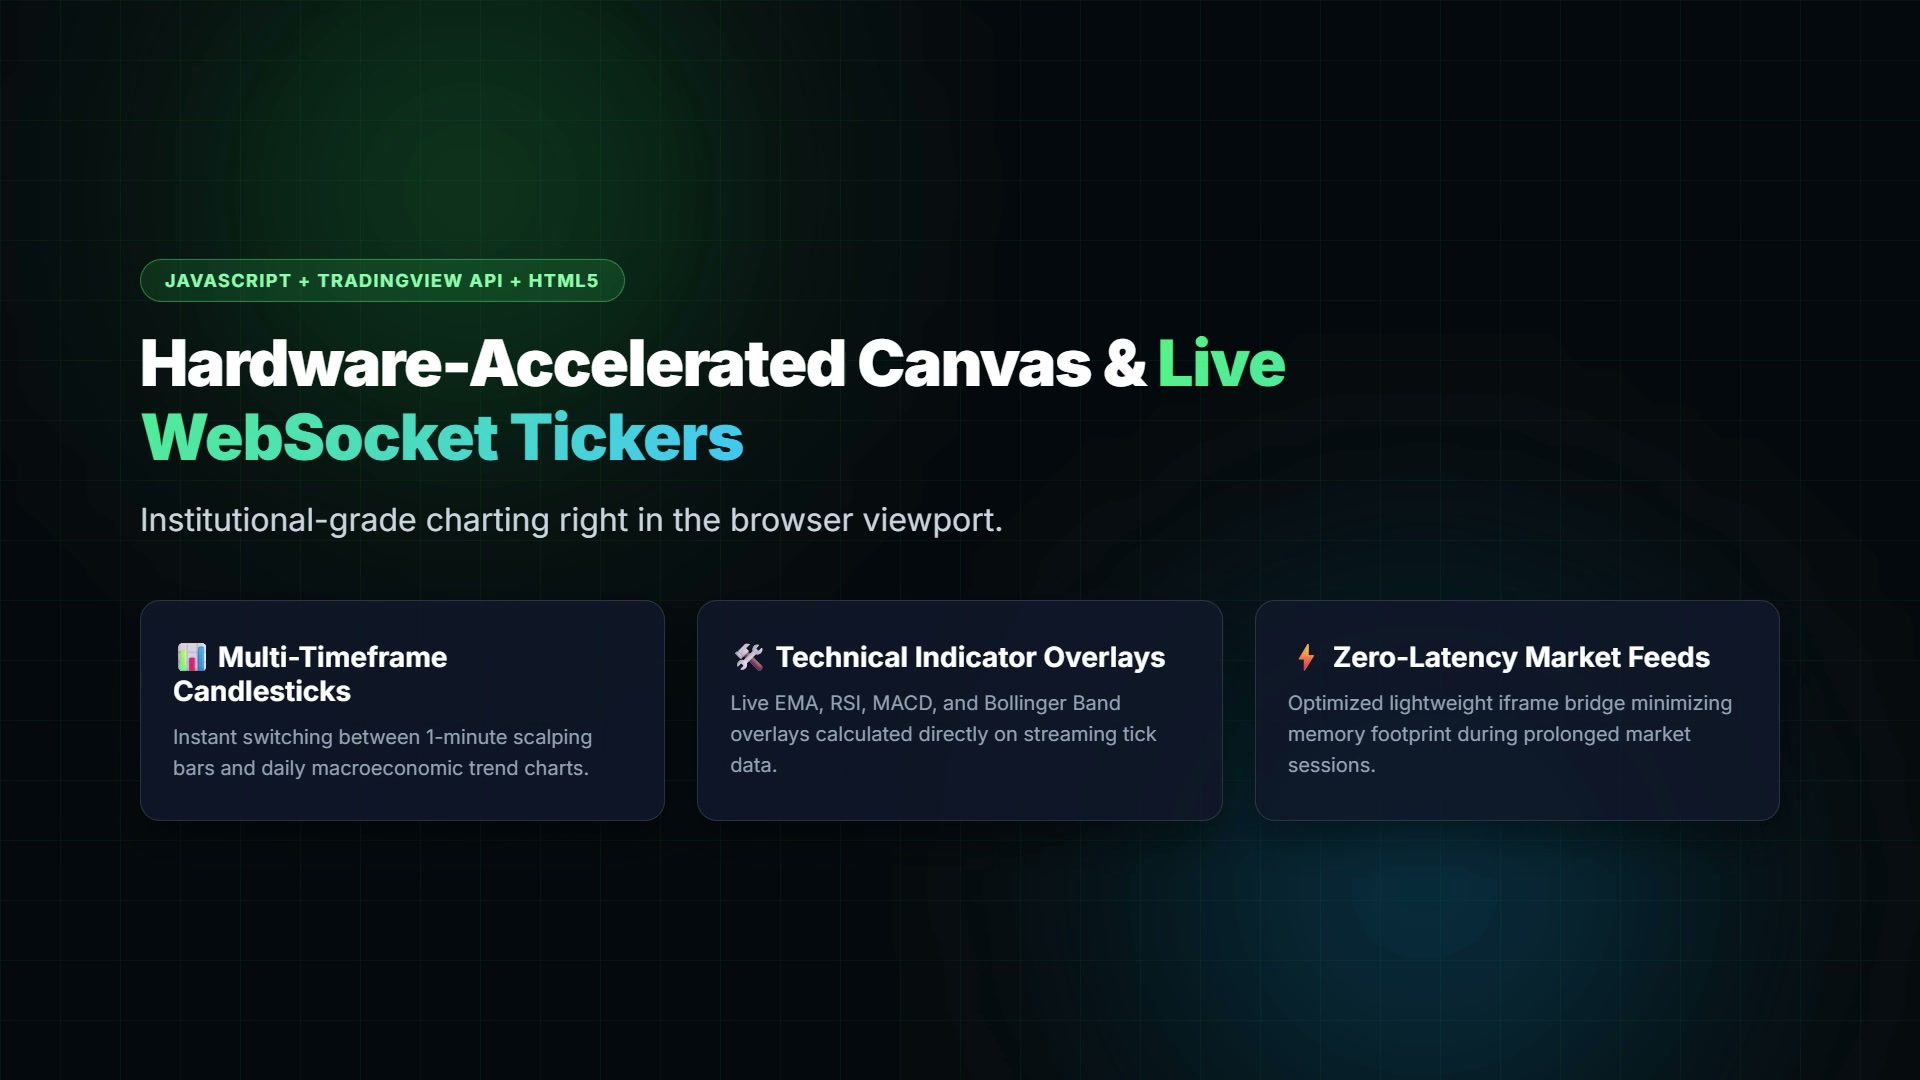 JAVASCRIPT + TRADINGVIEW API + HTML5
Hardware-Accelerated Canvas & Live
WebSocket Tickers
Institutional-grade charting right in the browser viewport.
📊 Multi-Timeframe
Candlesticks
Instant switching between 1-minute scalping
bars and daily macroeconomic trend charts.
🛠 Technical Indicator Overlays
Live EMA, RSI, MACD, and Bollinger Band
overlays calculated directly on streaming tick
data.
⚡ Zero-Latency Market Feeds
Optimized lightweight iframe bridge minimizing
memory footprint during prolonged market
sessions.